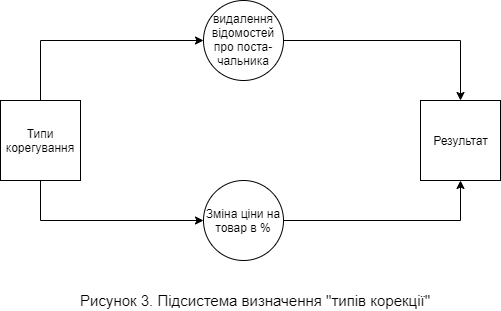 видалення
відомостей
про поста-
чальника
Типи
корегування
Результат
Зміна ціни на
товар в %
Рисунок 3. Підсистема визначення "типів корекції"